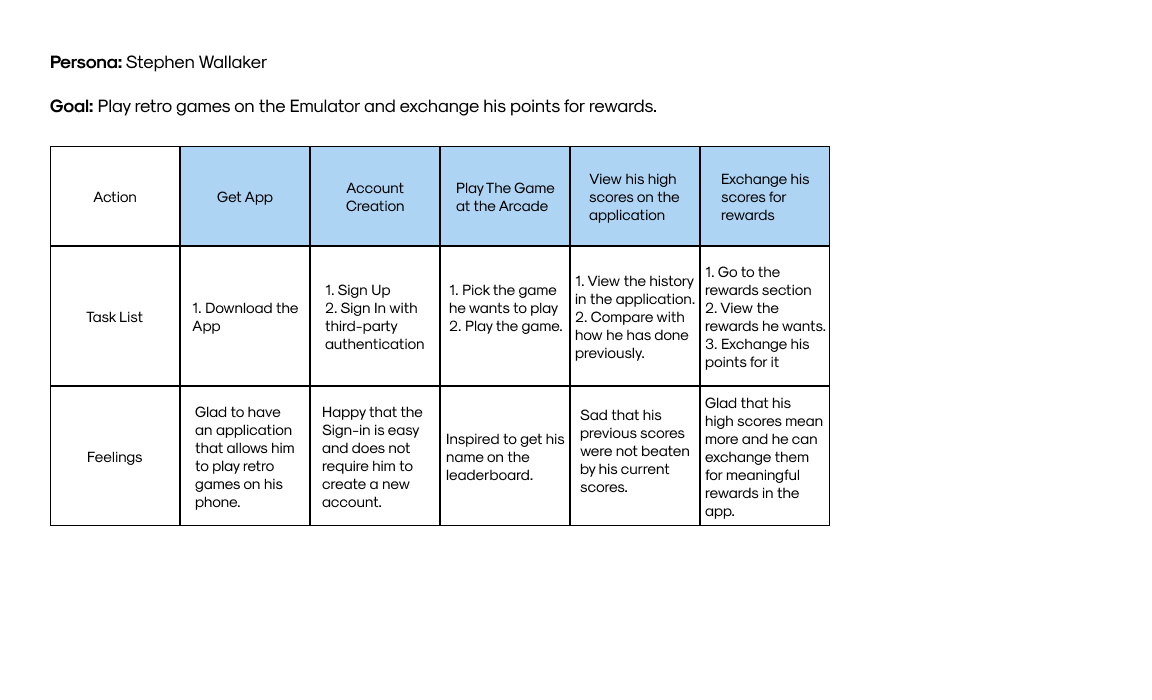 Persona: Stephen Wallaker
Goal: Play retro games on the Emulator and exchange his points for rewards.
Action
Get App
Account
Creation
Play The Game
at the Arcade
View his high
scores on the
application
Exchange his
scores for
rewards
Task List
1. Download the
App
1. Sign Up
2. Sign In with
third-party
authentication
1. Pick the game
he wants to play
2. Play the game.
1. View the history
in the application.
2. Compare with
how he has done
previously.
1. Go to the
rewards section
2. View the
rewards he wants.
3. Exchange his
points for it
Feelings
Glad to have
an application
that allows him
to play retro
games on his
phone.
Happy that the
Sign-in is easy
and does not
require him to
create a new
account.
Inspired to get his
name on the
leaderboard.
Sad that his
previous scores
were not beaten
by his current
scores.
Glad that his
high scores mean
more and he can
exchange them
for meaningful
rewards in the
app.